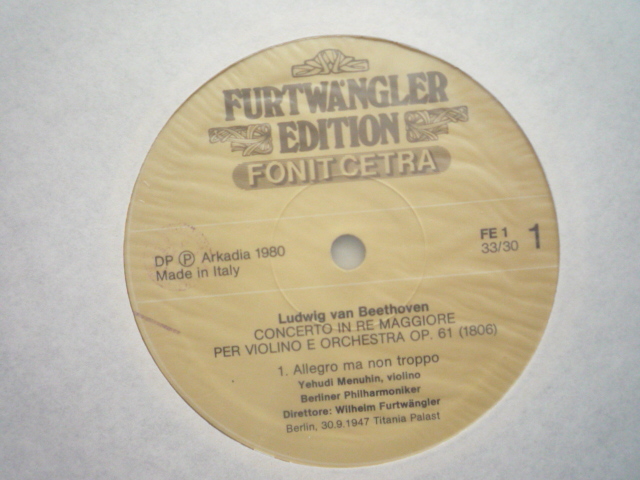 FURTWÄNGLER
EDITION
FONIT CETRA
DP Ⓟ Arkadia 1980
Made in Italy
FE 1
33/30
1
Ludwig van Beethoven
CONCERTO IN RE MAGGIORE
PER VIOLINO E ORCHESTRA OP. 61 (1806)
1. Allegro ma non troppo
Yehudi Menuhin, violino
Berliner Philharmoniker
Direttore: Wilhelm Furtwängler
Berlin, 30.9.1947 Titania Palast